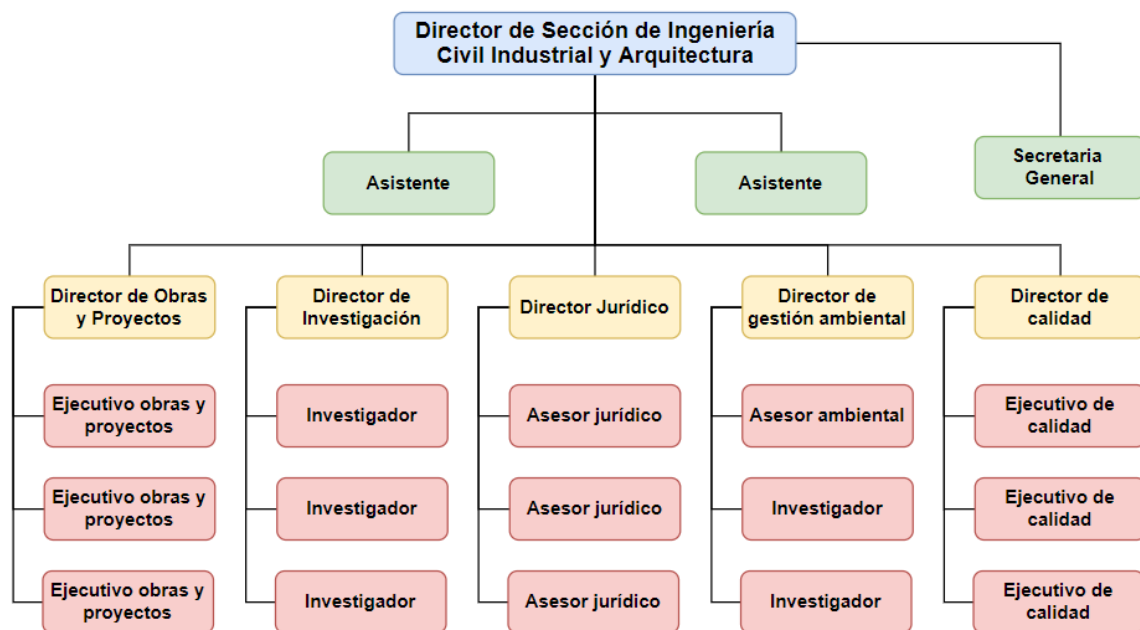 Director de Sección de Ingeniería
Civil Industrial y Arquitectura
Asistente
Asistente
Secretaria
General
Director de Obras
y Proyectos
Director de
Investigación
Director Jurídico
Director de
gestión ambiental
Director de
calidad
Ejecutivo obras y
proyectos
Investigador
Asesor jurídico
Asesor ambiental
Ejecutivo de
calidad
Ejecutivo obras y
proyectos
Investigador
Asesor jurídico
Investigador
Ejecutivo de
calidad
Ejecutivo obras y
proyectos
Investigador
Asesor jurídico
Investigador
Ejecutivo de
calidad